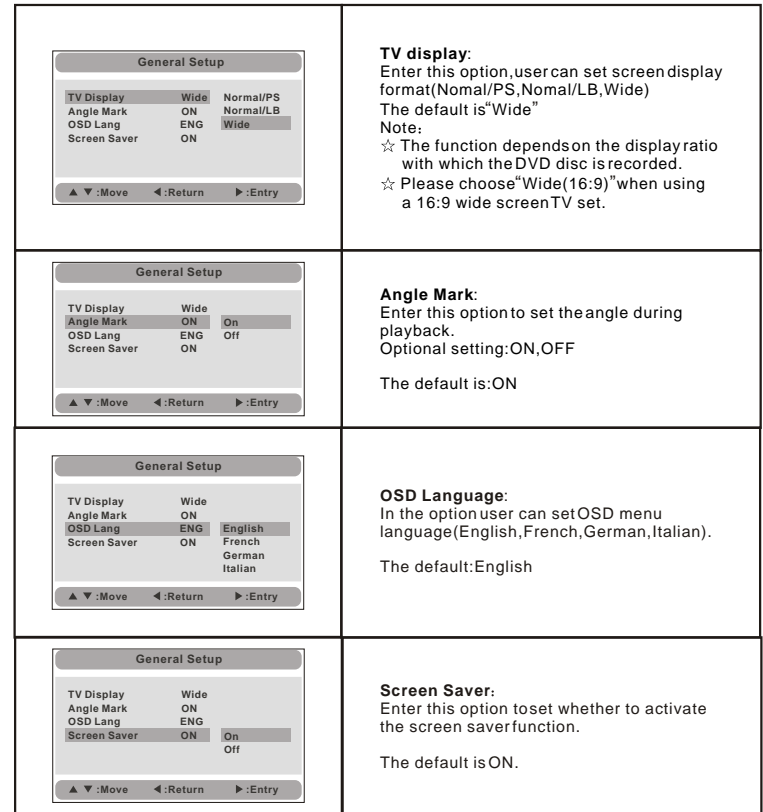 General Setup
TV Display Wide Normal/PS
Angle Mark ON Normal/LB
OSD Lang ENG Wide
Screen Saver ON
▲ ▼ :Move ◀ :Return ▶ :Entry
TV display:
Enter this option,user can set screen display
format(Nomal/PS,Nomal/LB,Wide)
The default is“Wide”
Note:
☆ The function depends on the display ratio
with which the DVD disc is recorded.
☆ Please choose“Wide(16:9)”when using
a 16:9 wide screen TV set.
General Setup
TV Display Wide
Angle Mark ON On
OSD Lang ENG Off
Screen Saver ON
▲ ▼ :Move ◀ :Return ▶ :Entry
Angle Mark:
Enter this option to set the angle during
playback.
Optional setting:ON,OFF
The default is:ON
General Setup
TV Display Wide
Angle Mark ON
OSD Lang ENG English
Screen Saver ON French
German
Italian
▲ ▼ :Move ◀ :Return ▶ :Entry
OSD Language:
In the option user can set OSD menu
language(English,French,German,Italian).
The default:English
General Setup
TV Display Wide
Angle Mark ON
OSD Lang ENG
Screen Saver ON On
Off
▲ ▼ :Move ◀ :Return ▶ :Entry
Screen Saver:
Enter this option to set whether to activate
the screen saver function.
The default is ON.